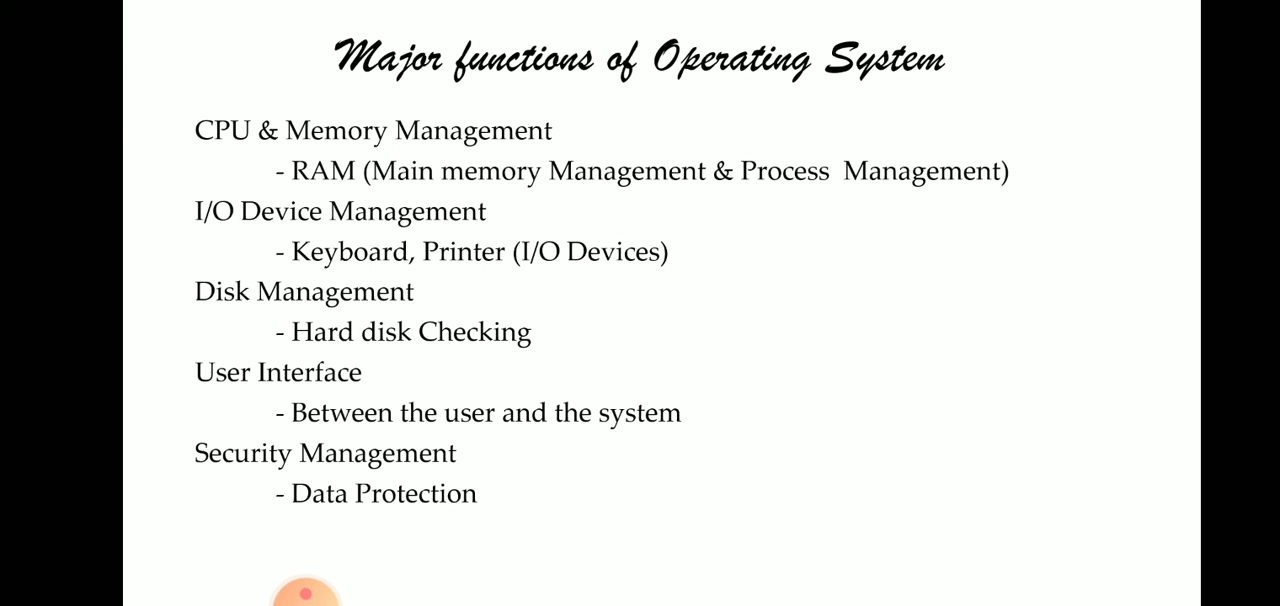 Major functions of Operating System
CPU & Memory Management
- RAM (Main memory Management & Process  Management)
I/O Device Management
- Keyboard, Printer (I/O Devices)
Disk Management
- Hard disk Checking
User Interface
- Between the user and the system
Security Management
- Data Protection